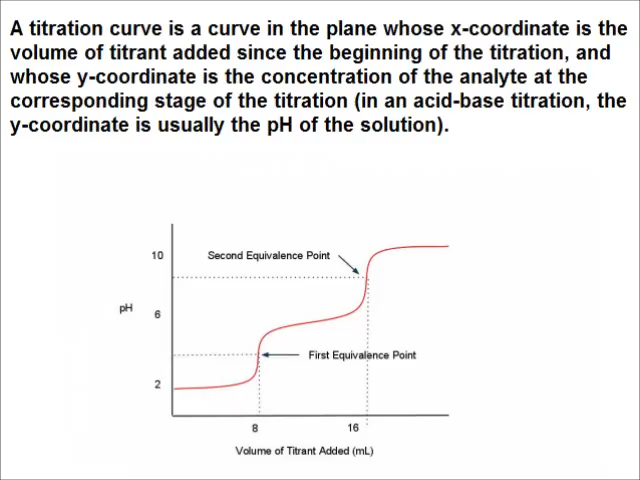 A titration curve is a curve in the plane whose x-coordinate is the
volume of titrant added since the beginning of the titration, and
whose y-coordinate is the concentration of the analyte at the
corresponding stage of the titration (in an acid-base titration, the
y-coordinate is usually the pH of the solution).
10
Second Equivalence Point
pH
6
First Equivalence Point
2
8
16
Volume of Titrant Added (mL)